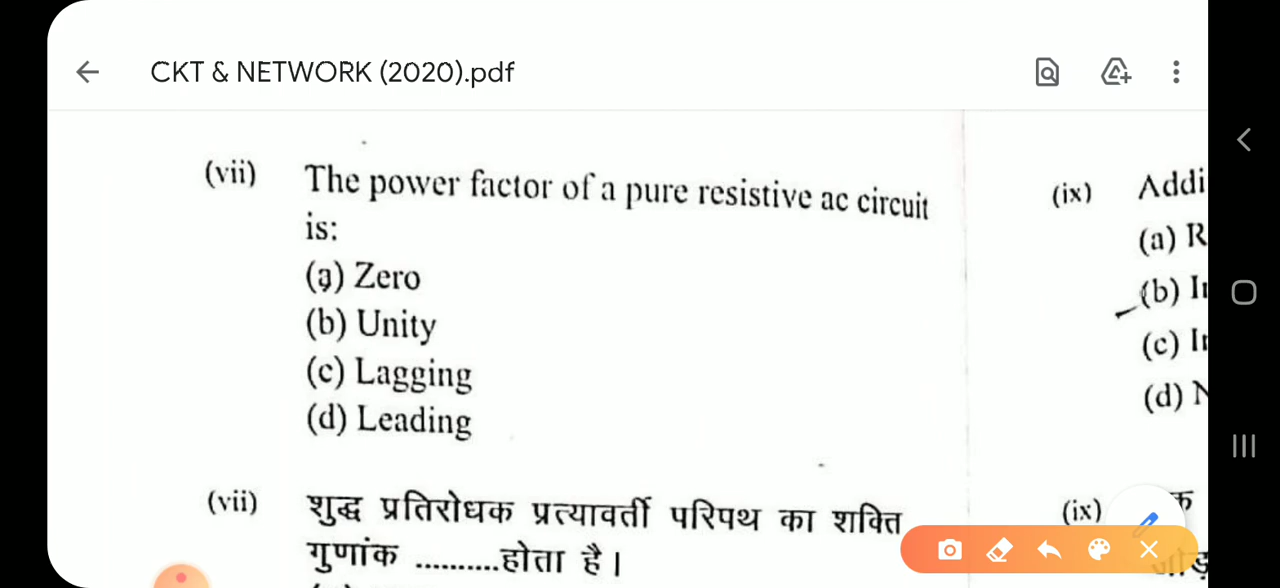 CKT & NETWORK (2020).pdf
(vii) The power factor of a pure resistive ac circuit
is:
(a) Zero
(b) Unity
(c) Lagging
(d) Leading
(vii) शुद्ध प्रतिरोधक प्रत्यावर्ती परिपथ का शक्ति
गुणांक ..........होता है।
(ix) Addi
(a) R
(b) I
(c) I
(d) N
(ix)